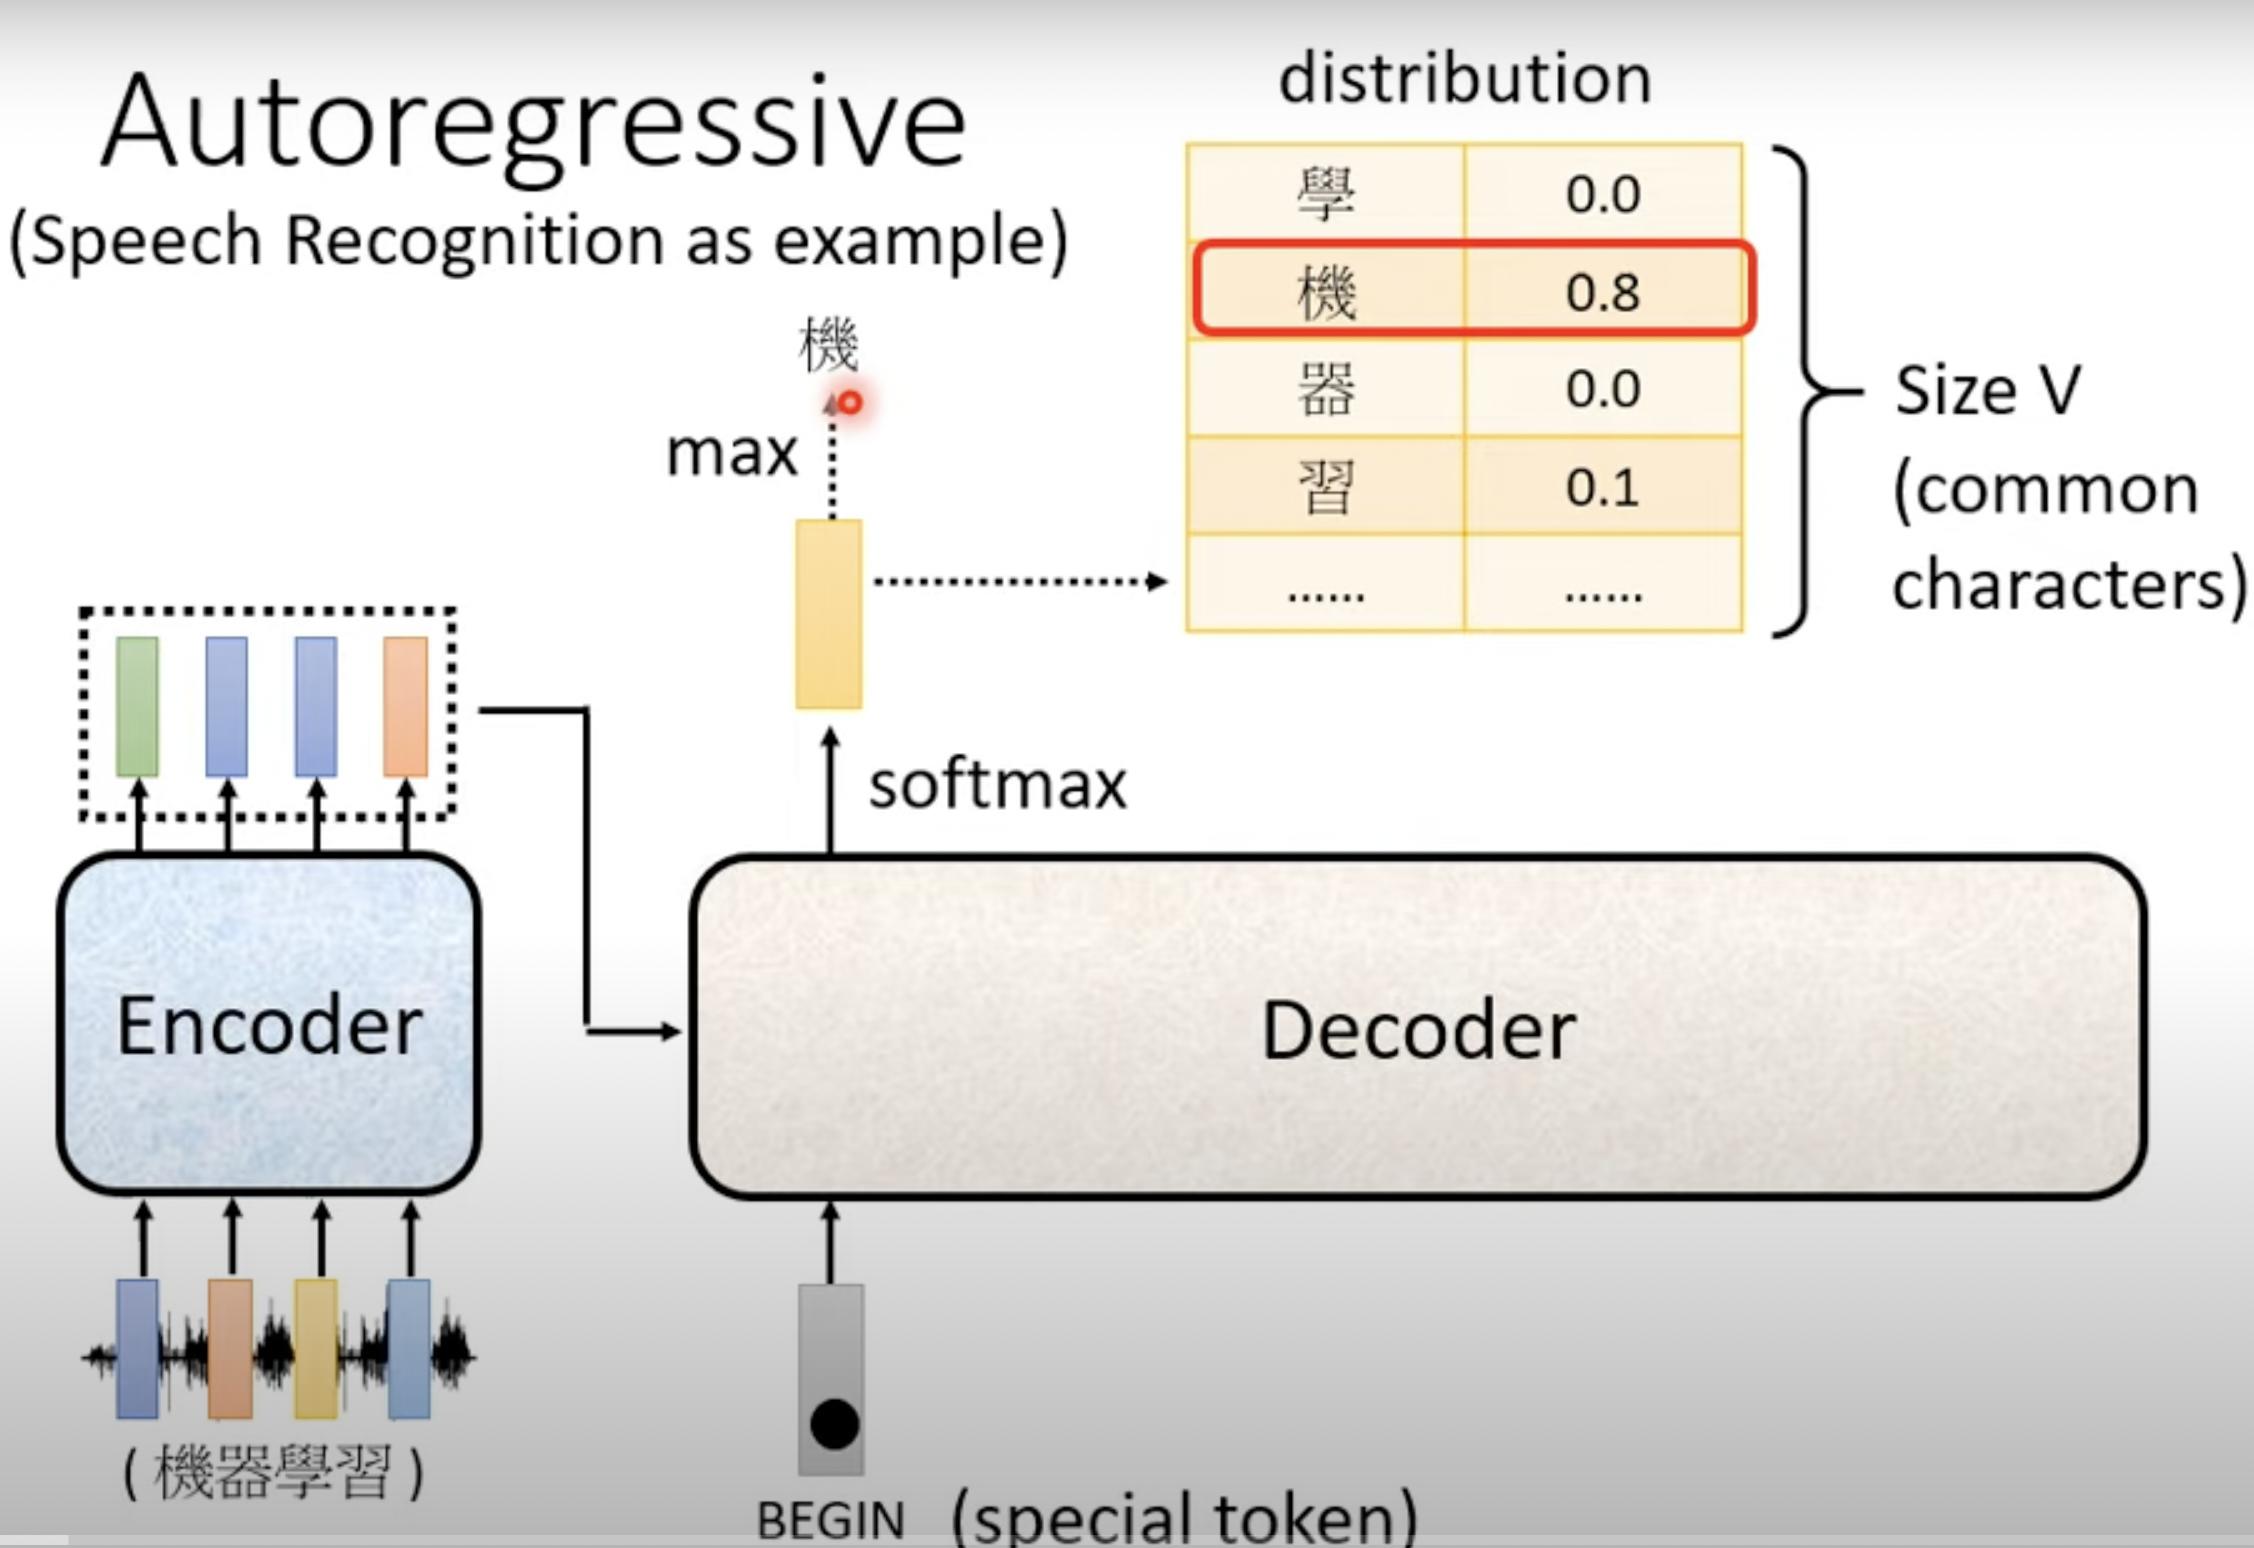 Autoregressive
(Speech Recognition as example)
distribution
學 0.0
機 0.8
器 0.0
習 0.1
...... ......
Size V
(common
characters)
機
max
softmax
Encoder
Decoder
(機器學習)
BEGIN (special token)